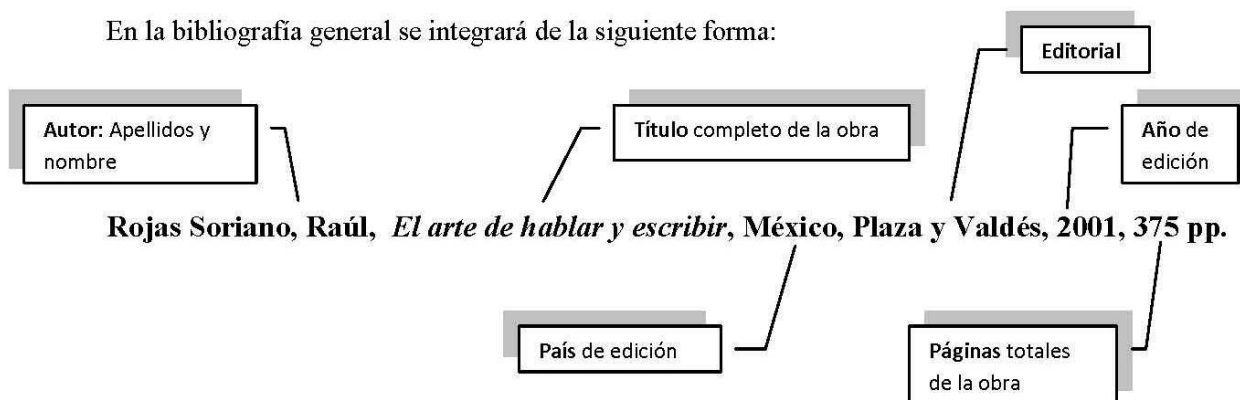 En la bibliografía general se integrará de la siguiente forma:
Editorial
Autor: Apellidos y
nombre
Título completo de la obra
Año de
edición
Rojas Soriano, Raúl, El arte de hablar y escribir, México, Plaza y Valdés, 2001, 375 pp.
País de edición
Páginas totales
de la obra